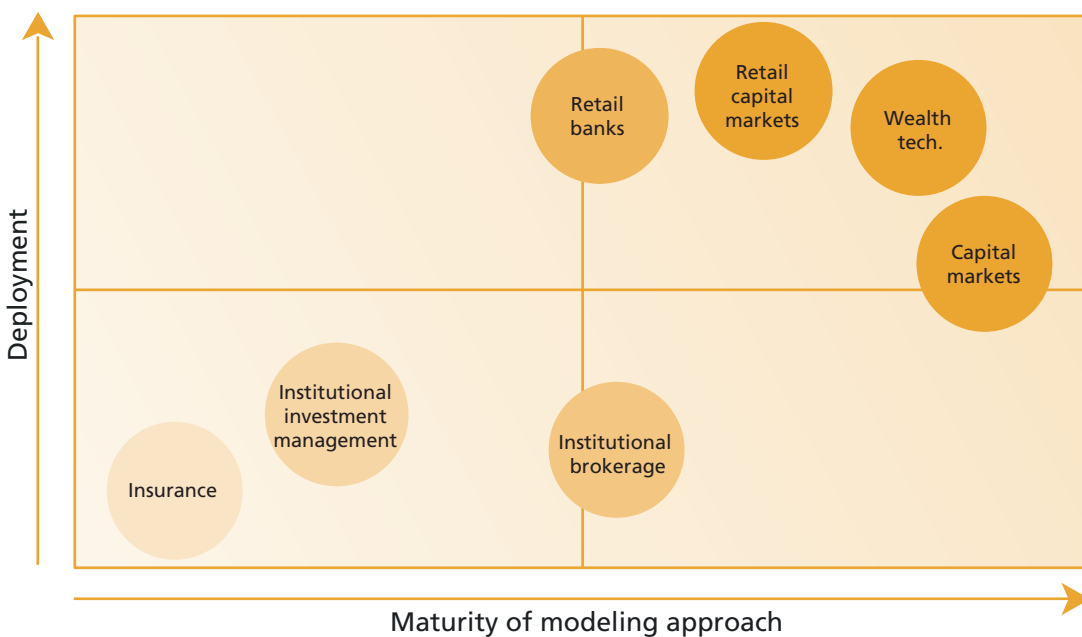 Retail
banks
Retail
capital
markets
Wealth
tech.
Capital
markets
Deployment
Institutional
investment
management
Institutional
brokerage
Insurance
Maturity of modeling approach